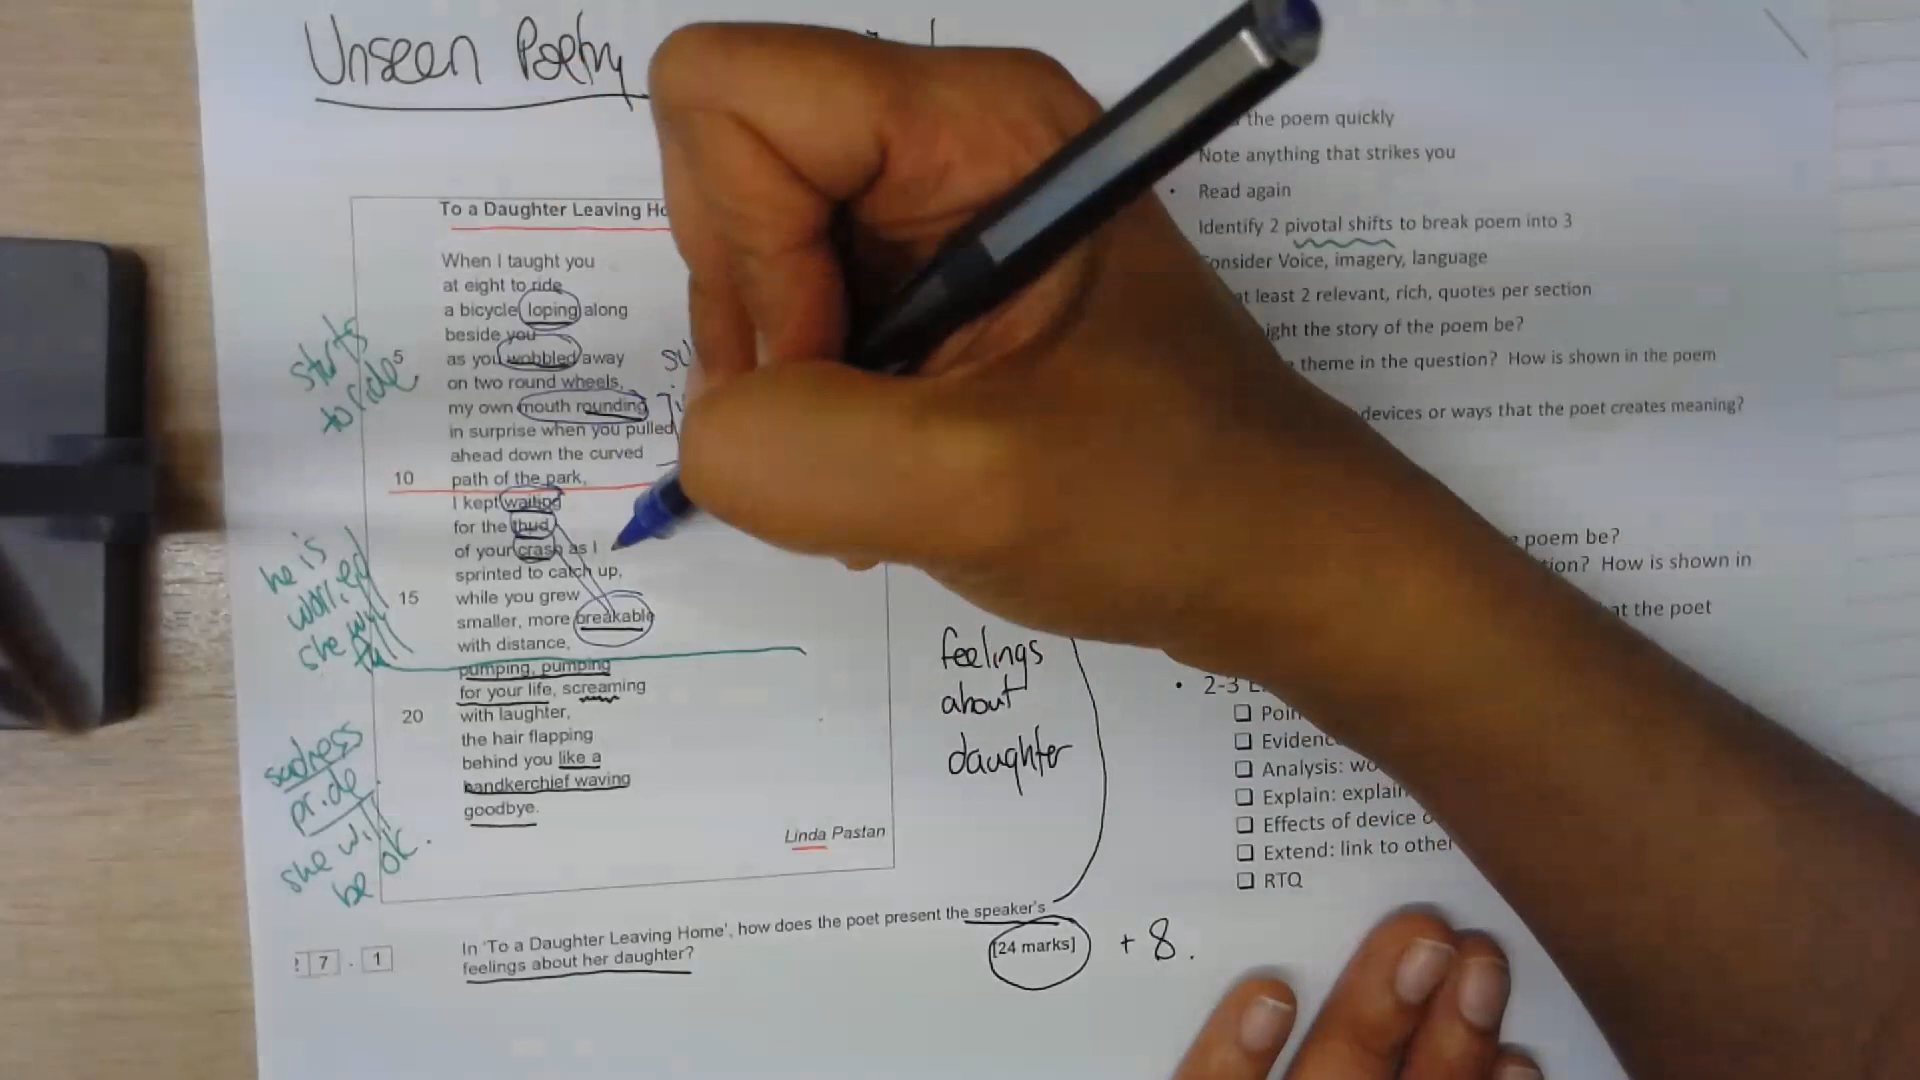 Unseen Poetry
To a Daughter Leaving
When I taught you
at eight to ride
a bicycle loping along
beside you
as you wobbled away
on two round wheels,
my own mouth rounding
in surprise when you pulled
ahead down the curved
path of the park,
I kept waiting
for the thud
of your crash as I
sprinted to catch up,
while you grew
smaller, more breakable
with distance,
pumping, pumping
for your life, screaming
with laughter,
the hair flapping
behind you like a
handkerchief waving
goodbye.
Linda Pastan
5
10
15
20
starts
to ride
he is
worried
she will
fall
sadness
pride
she will
be ok.
feelings
about
daughter
7 . 1
In 'To a Daughter Leaving Home', how does the poet present the speaker's
feelings about her daughter?
[24 marks] + 8.
the poem quickly
Note anything that strikes you
• Read again
Identify 2 pivotal shifts to break poem into 3
Consider Voice, imagery, language
at least 2 relevant, rich, quotes per section
the story of the poem be?
theme in the question? How is shown in the poem
devices or ways that the poet creates meaning?
poem be?
How is shown in
that the poet
• 2-3
Evidence
Analysis:
Explain: explain
Effects of device
Extend: link to other
RTQ